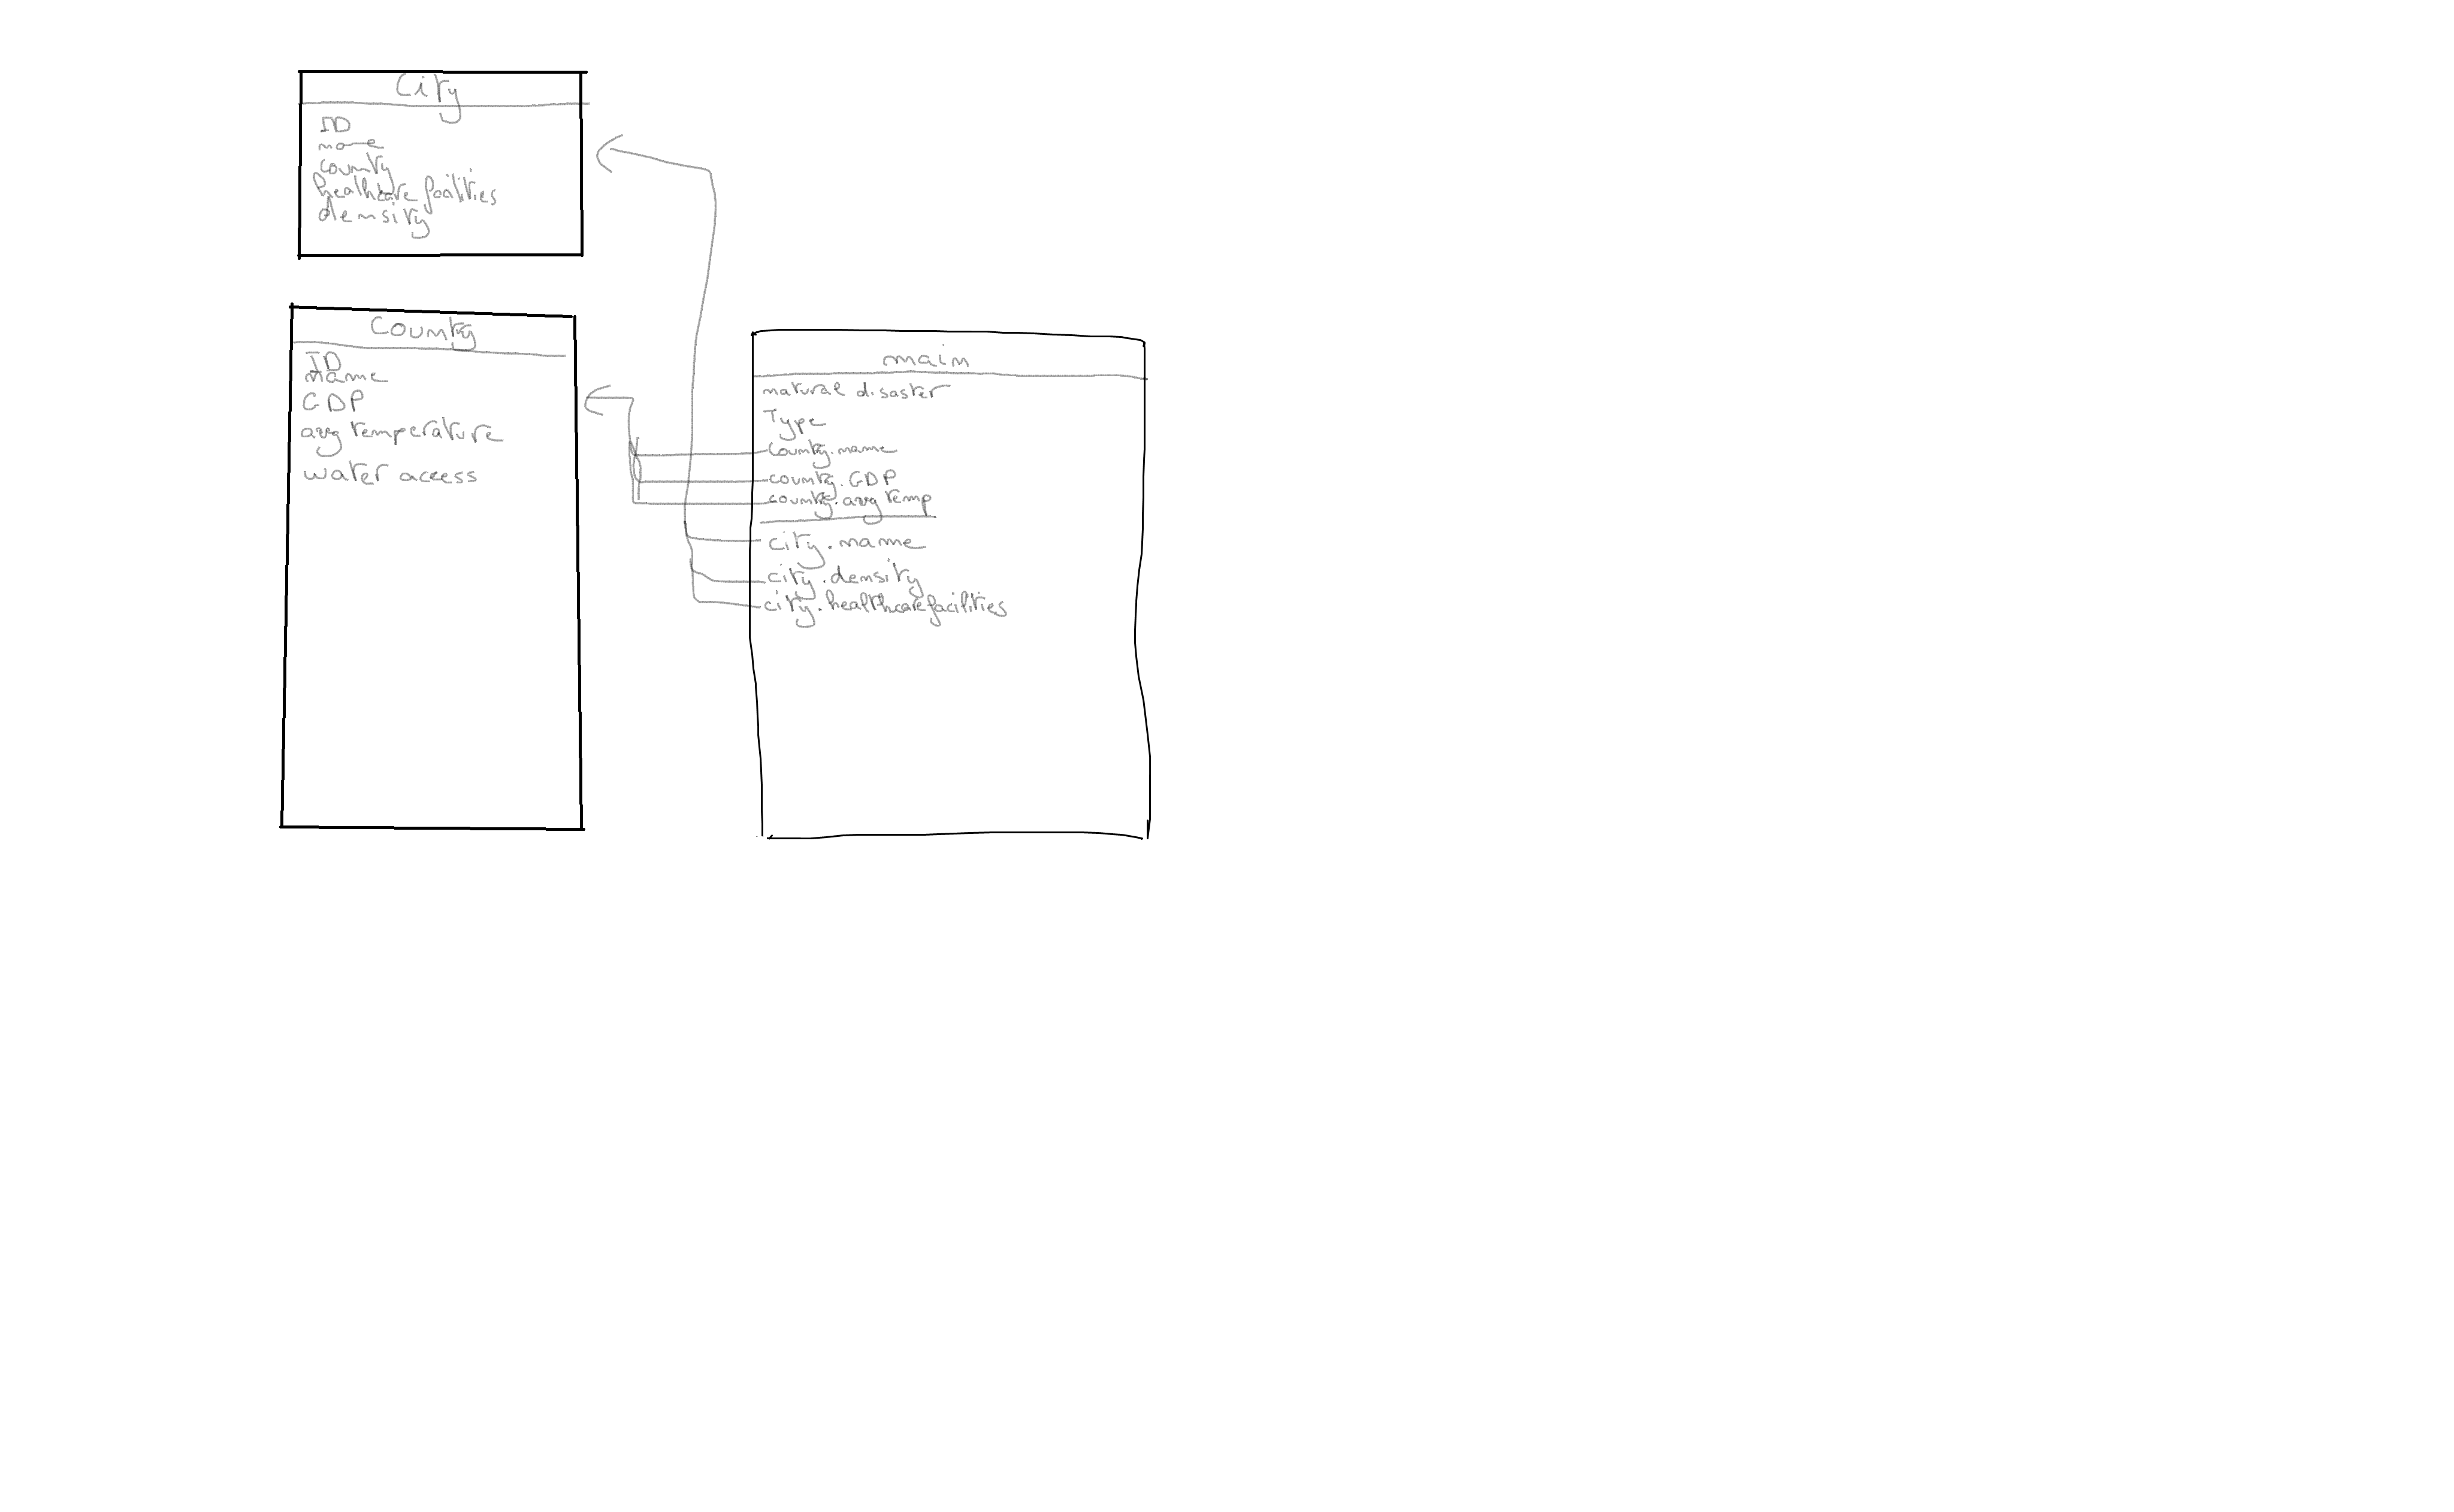 City
ID
name
country
healthcare facilities
density
Country
ID
name
GDP
avg temperature
water access
main
natural disaster
Type
Country.name
country.GDP
country.avg temp
city.name
city.density
city.healthcarefacilities